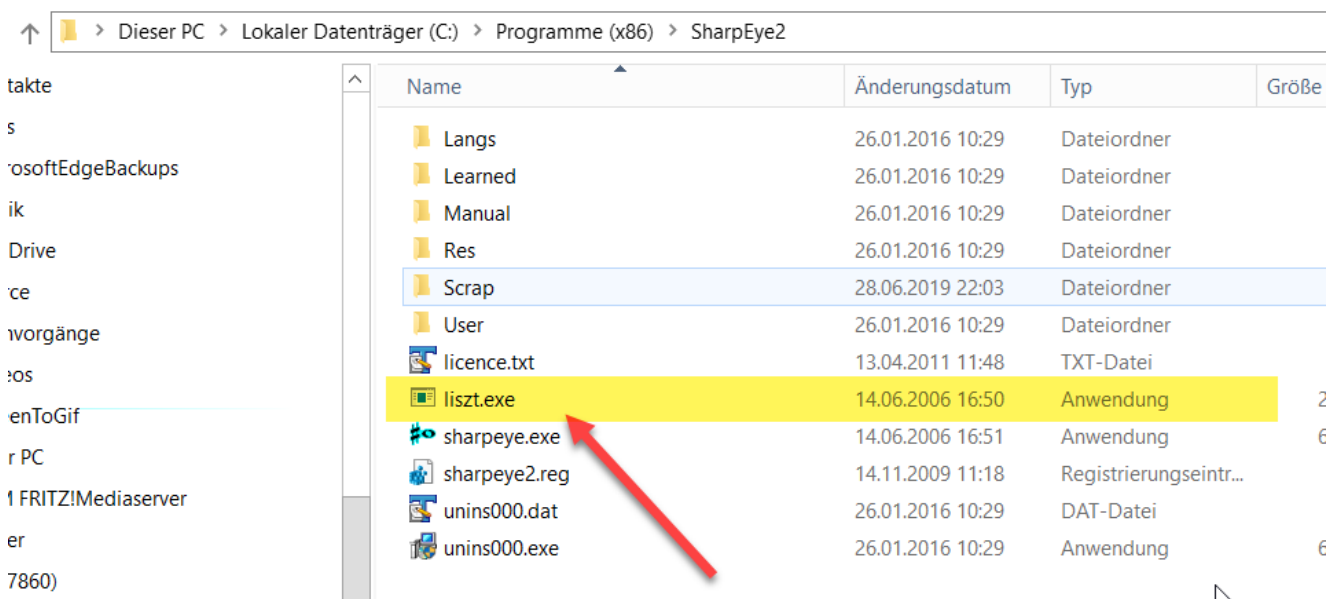 Dieser PC > Lokaler Datenträger (C:) > Programme (x86) > SharpEye2
takte
s
rosoftEdgeBackups
ik
Drive
rce
nvorgänge
eos
enToGif
r PC
M FRITZ!Mediaserver
er
7860)
Name Änderungsdatum Typ Größe
Langs 26.01.2016 10:29 Dateiordner
Learned 26.01.2016 10:29 Dateiordner
Manual 26.01.2016 10:29 Dateiordner
Res 26.01.2016 10:29 Dateiordner
Scrap 28.06.2019 22:03 Dateiordner
User 26.01.2016 10:29 Dateiordner
licence.txt 13.04.2011 11:48 TXT-Datei
liszt.exe 14.06.2006 16:50 Anwendung 2
sharpeye.exe 14.06.2006 16:51 Anwendung 6
sharpeye2.reg 14.11.2009 11:18 Registrierungseintr...
unins000.dat 26.01.2016 10:29 DAT-Datei
unins000.exe 26.01.2016 10:29 Anwendung 6